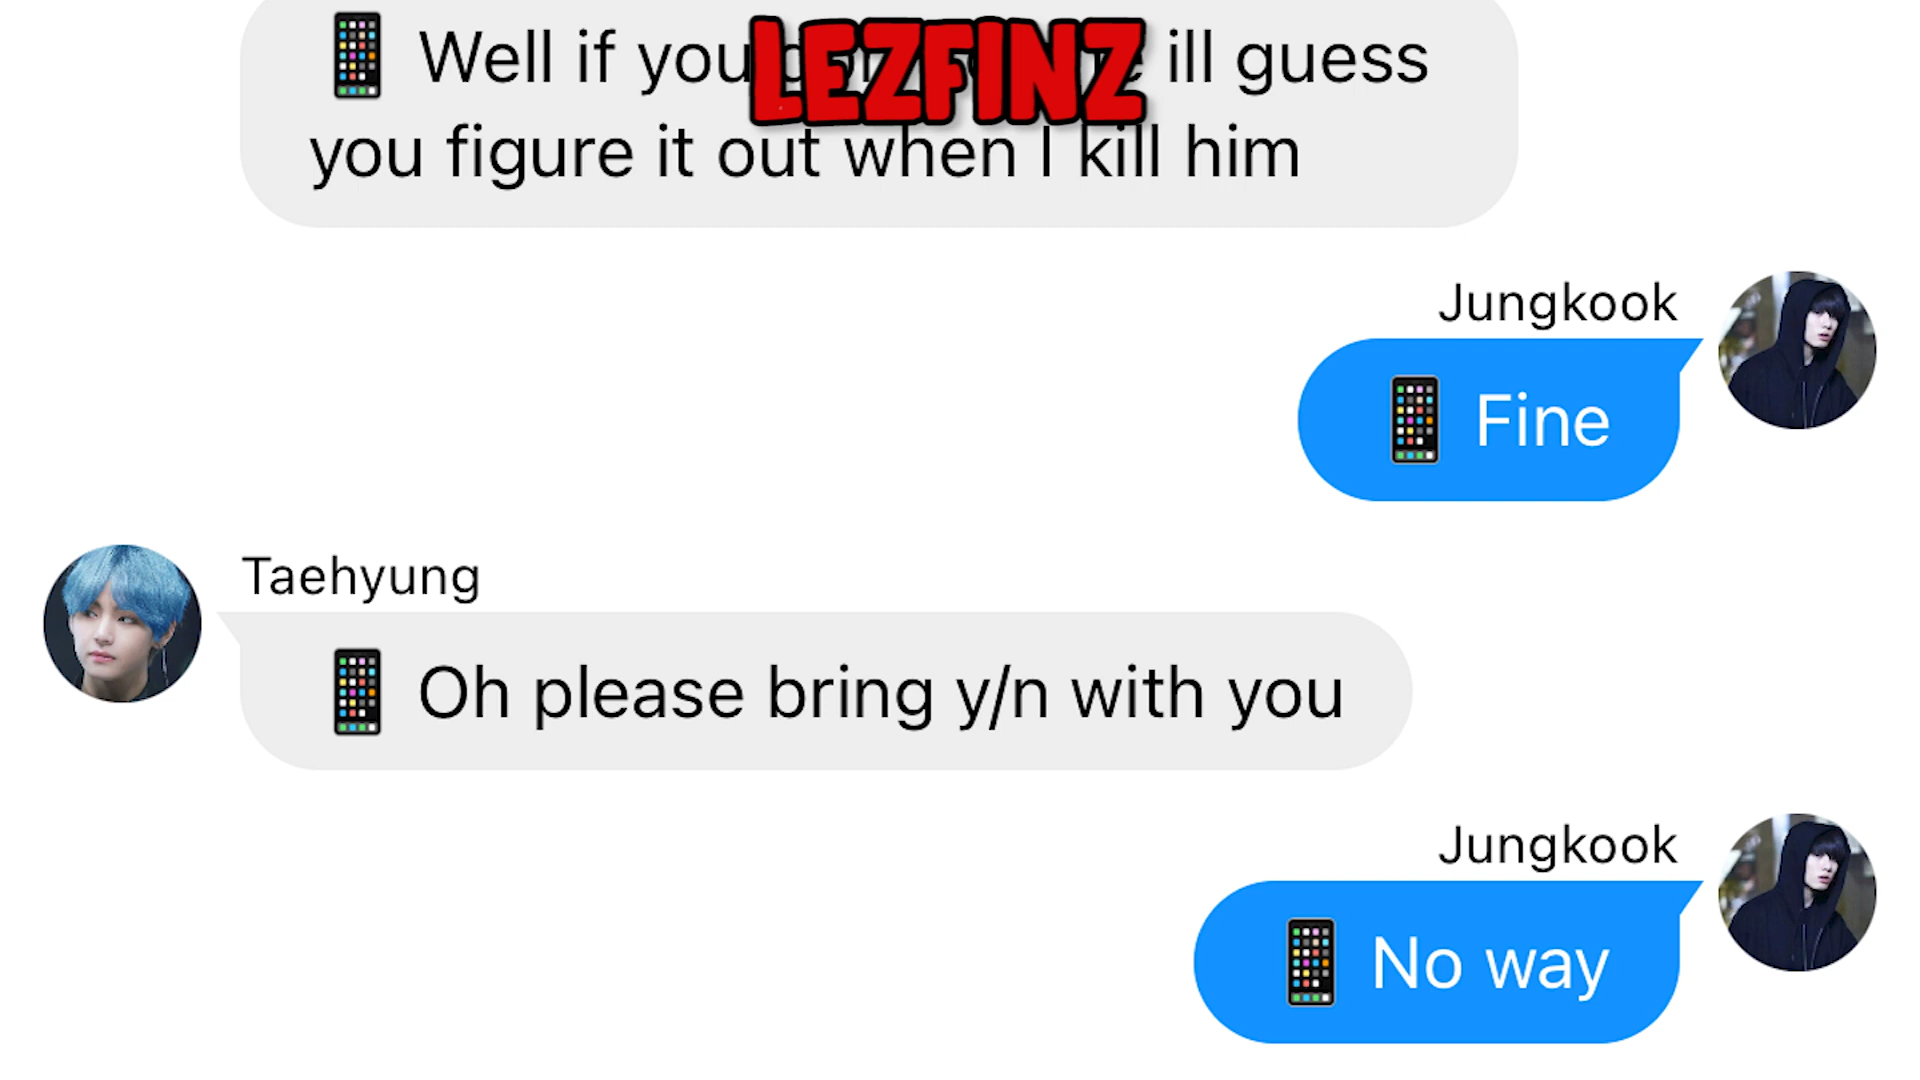 LEZFINZ
📱 Well if you ill guess
you figure it out when I kill him
Jungkook
📱 Fine
Taehyung
📱 Oh please bring y/n with you
Jungkook
📱 No way